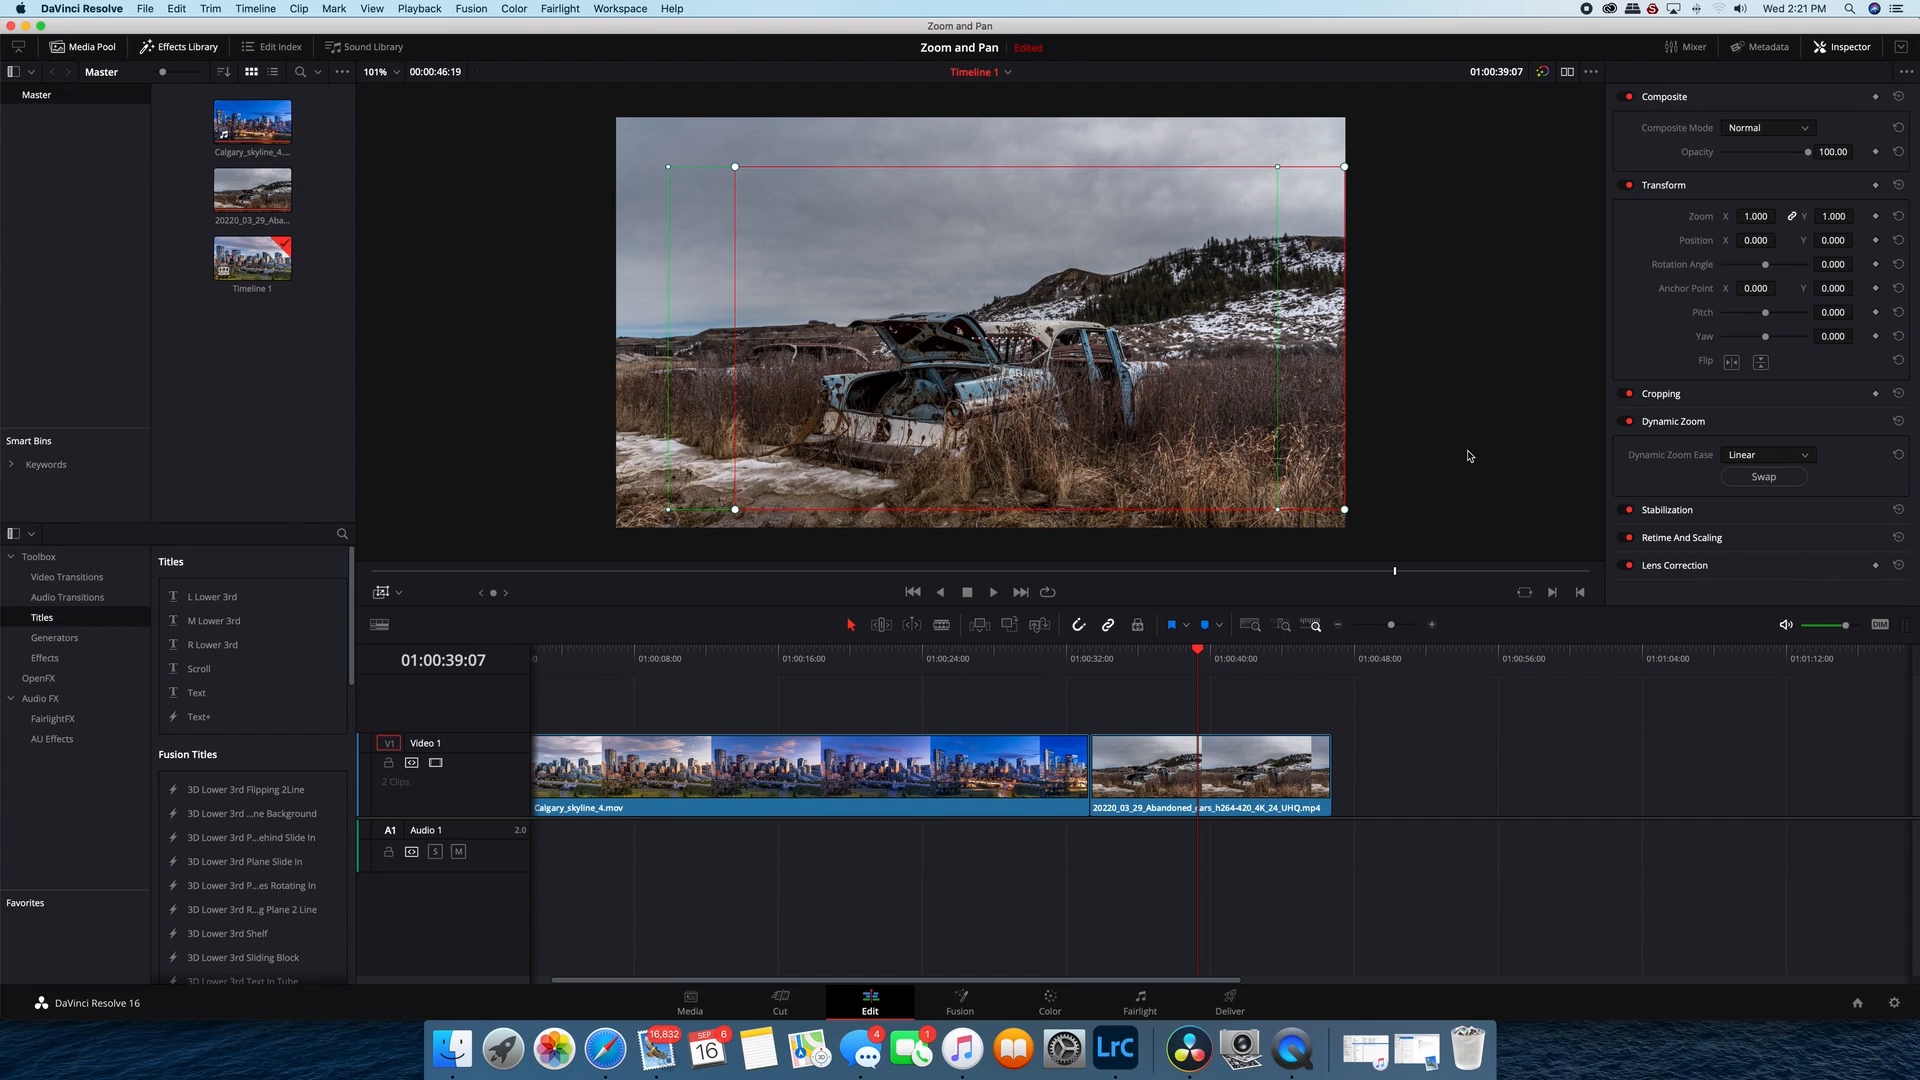 DaVinci Resolve File Edit Trim Timeline Clip Mark View Playback Fusion Color Fairlight Workspace Help Wed 2:21 PM
Zoom and Pan
Media Pool Effects Library Edit Index Sound Library Zoom and Pan Edited Mixer Metadata Inspector
Master 101% 00:00:46:19 Timeline 1 01:00:39:07
Master
Calgary_skyline_4....
20220_03_29_Aba...
Timeline 1
Composite
Composite Mode Normal
Opacity 100.00
Transform
Zoom X 1.000 Y 1.000
Position X 0.000 Y 0.000
Rotation Angle 0.000
Anchor Point X 0.000 Y 0.000
Pitch 0.000
Yaw 0.000
Flip
Cropping
Dynamic Zoom
Dynamic Zoom Ease Linear
Swap
Stabilization
Retime And Scaling
Lens Correction
Smart Bins
Keywords
Toolbox
Video Transitions
Audio Transitions
Titles
Generators
Effects
OpenFX
Audio FX
FairlightFX
AU Effects
Favorites
Titles
L Lower 3rd
M Lower 3rd
R Lower 3rd
Scroll
Text
Text+
Fusion Titles
3D Lower 3rd Flipping 2Line
3D Lower 3rd ...ne Background
3D Lower 3rd P...ehind Slide In
3D Lower 3rd Plane Slide In
3D Lower 3rd P...es Rotating In
3D Lower 3rd R...g Plane 2 Line
3D Lower 3rd Shelf
3D Lower 3rd Sliding Block
3D Lower 3rd Text In Tube
DIM
01:00:39:07 0 01:00:08:00 01:00:16:00 01:00:24:00 01:00:32:00 01:00:40:00 01:00:48:00 01:00:56:00 01:01:04:00 01:01:12:00
V1 Video 1
2 Clips
Calgary_skyline_4.mov 20220_03_29_Abandoned_cars_h264-420_4K_24_UHQ.mp4
A1 Audio 1 2.0
S M
DaVinci Resolve 16
Media Cut Edit Fusion Color Fairlight Deliver
16,832 SEP 16 6 3D 4 1 LrC